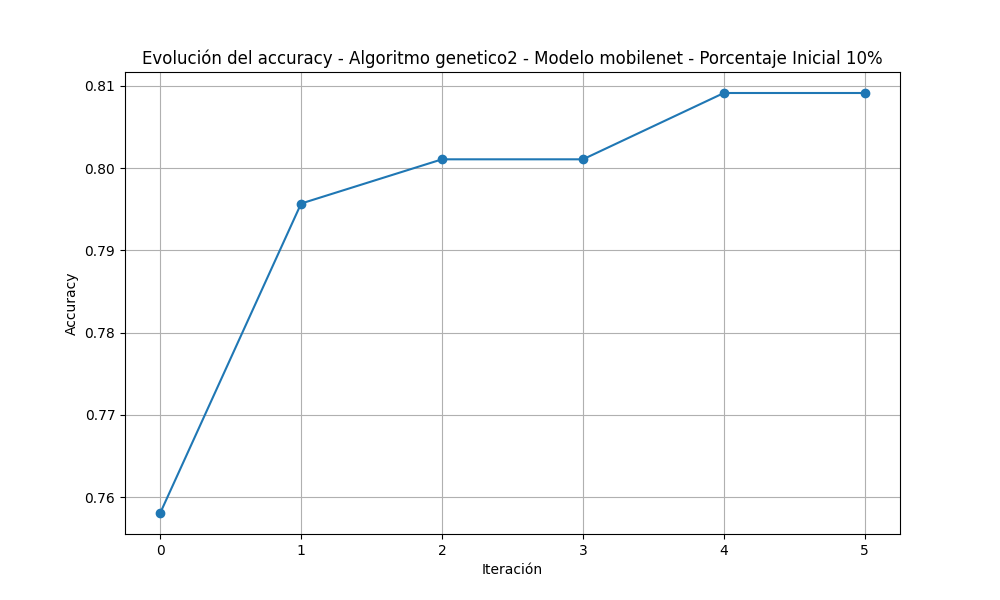 Evolución del accuracy - Algoritmo genetico2 - Modelo mobilenet - Porcentaje Inicial 10%
0.81
0.80
0.79
0.78
0.77
0.76
Accuracy
0 1 2 3 4 5
Iteración